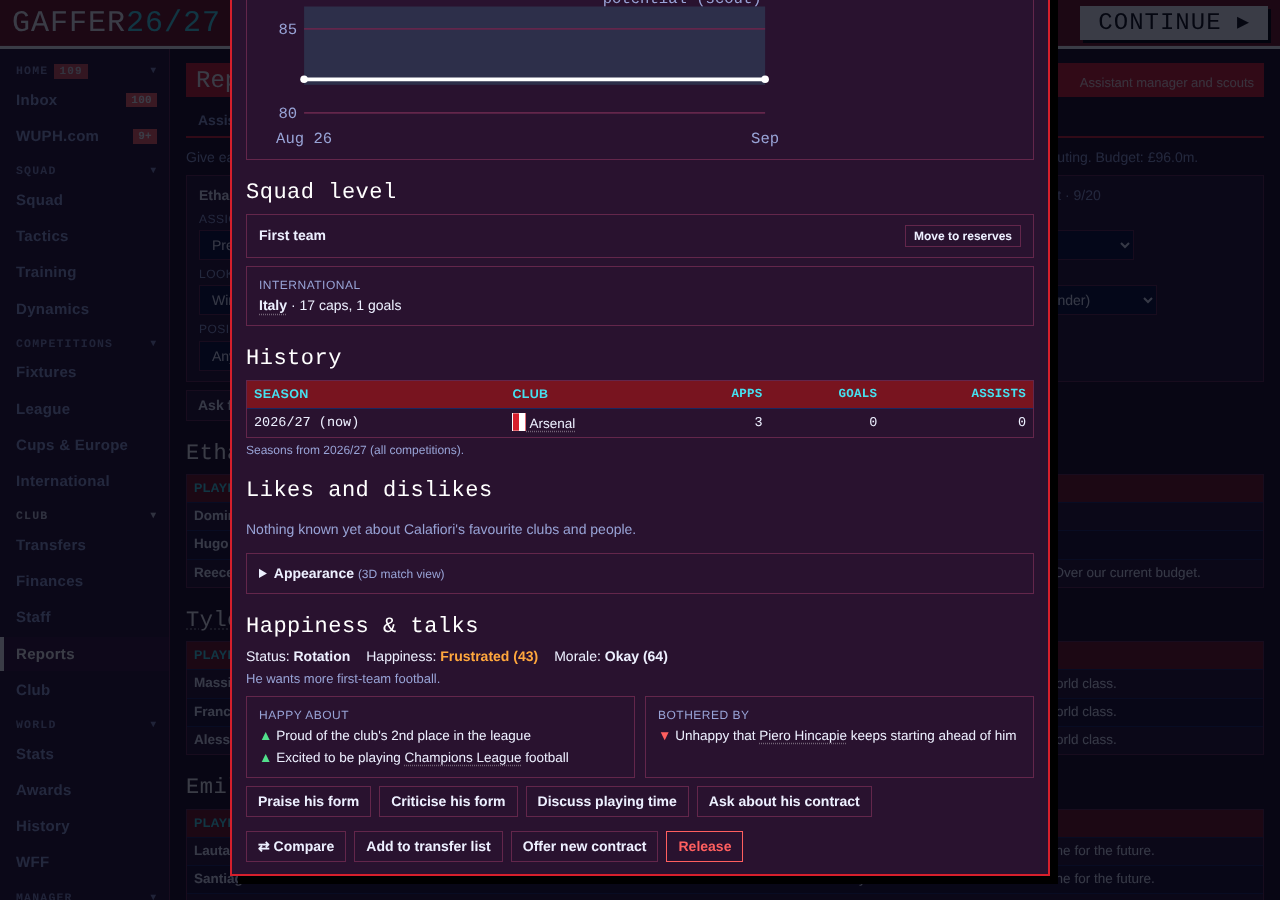 GAFFER26/27
CONTINUE ►
HOME 109 ▼
Inbox 100
WUPH.com 9+
SQUAD ▼
Squad
Tactics
Training
Dynamics
COMPETITIONS ▼
Fixtures
League
Cups & Europe
International
CLUB ▼
Transfers
Finances
Staff
Reports
Club
WORLD ▼
Stats
Awards
History
WFF
MANAGER ▼
Assistant manager and scouts
uting. Budget: £96.0m.
Etha
t · 9/20
nder)
Over our current budget.
orld class.
orld class.
orld class.
ne for the future.
ne for the future.
potential (scout)
85
80
Aug 26 Sep
Squad level
First team Move to reserves
INTERNATIONAL
Italy · 17 caps, 1 goals
History
SEASON CLUB APPS GOALS ASSISTS
2026/27 (now) Arsenal 3 0 0
Seasons from 2026/27 (all competitions).
Likes and dislikes
Nothing known yet about Calafiori's favourite clubs and people.
▶ Appearance (3D match view)
Happiness & talks
Status: Rotation Happiness: Frustrated (43) Morale: Okay (64)
He wants more first-team football.
HAPPY ABOUT
▲ Proud of the club's 2nd place in the league
▲ Excited to be playing Champions League football
BOTHERED BY
▼ Unhappy that Piero Hincapie keeps starting ahead of him
Praise his form Criticise his form Discuss playing time Ask about his contract
⇄ Compare Add to transfer list Offer new contract Release